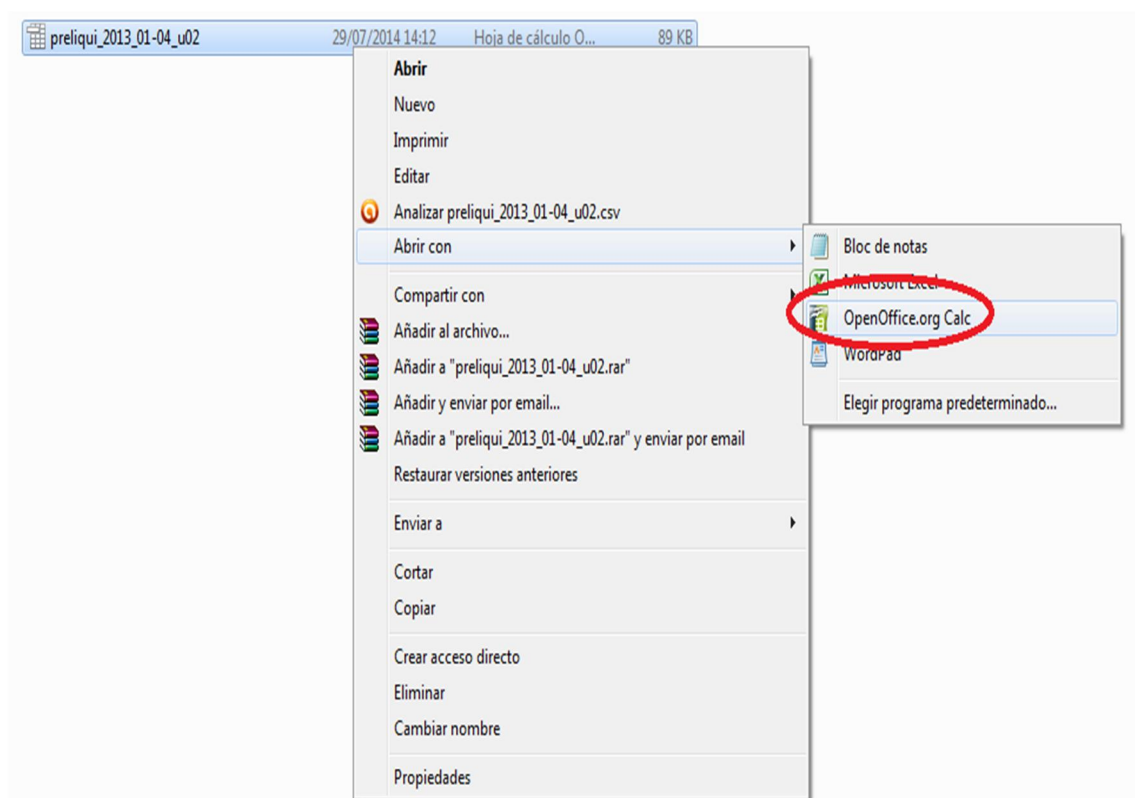 preliqui_2013_01-04_u02 29/07/2014 14:12 Hoja de cálculo O... 89 KB
Abrir
Nuevo
Imprimir
Editar
Analizar preliqui_2013_01-04_u02.csv
Abrir con
Compartir con
Añadir al archivo...
Añadir a "preliqui_2013_01-04_u02.rar"
Añadir y enviar por email...
Añadir a "preliqui_2013_01-04_u02.rar" y enviar por email
Restaurar versiones anteriores
Enviar a
Cortar
Copiar
Crear acceso directo
Eliminar
Cambiar nombre
Propiedades
Bloc de notas
Microsoft Excel
OpenOffice.org Calc
WordPad
Elegir programa predeterminado...